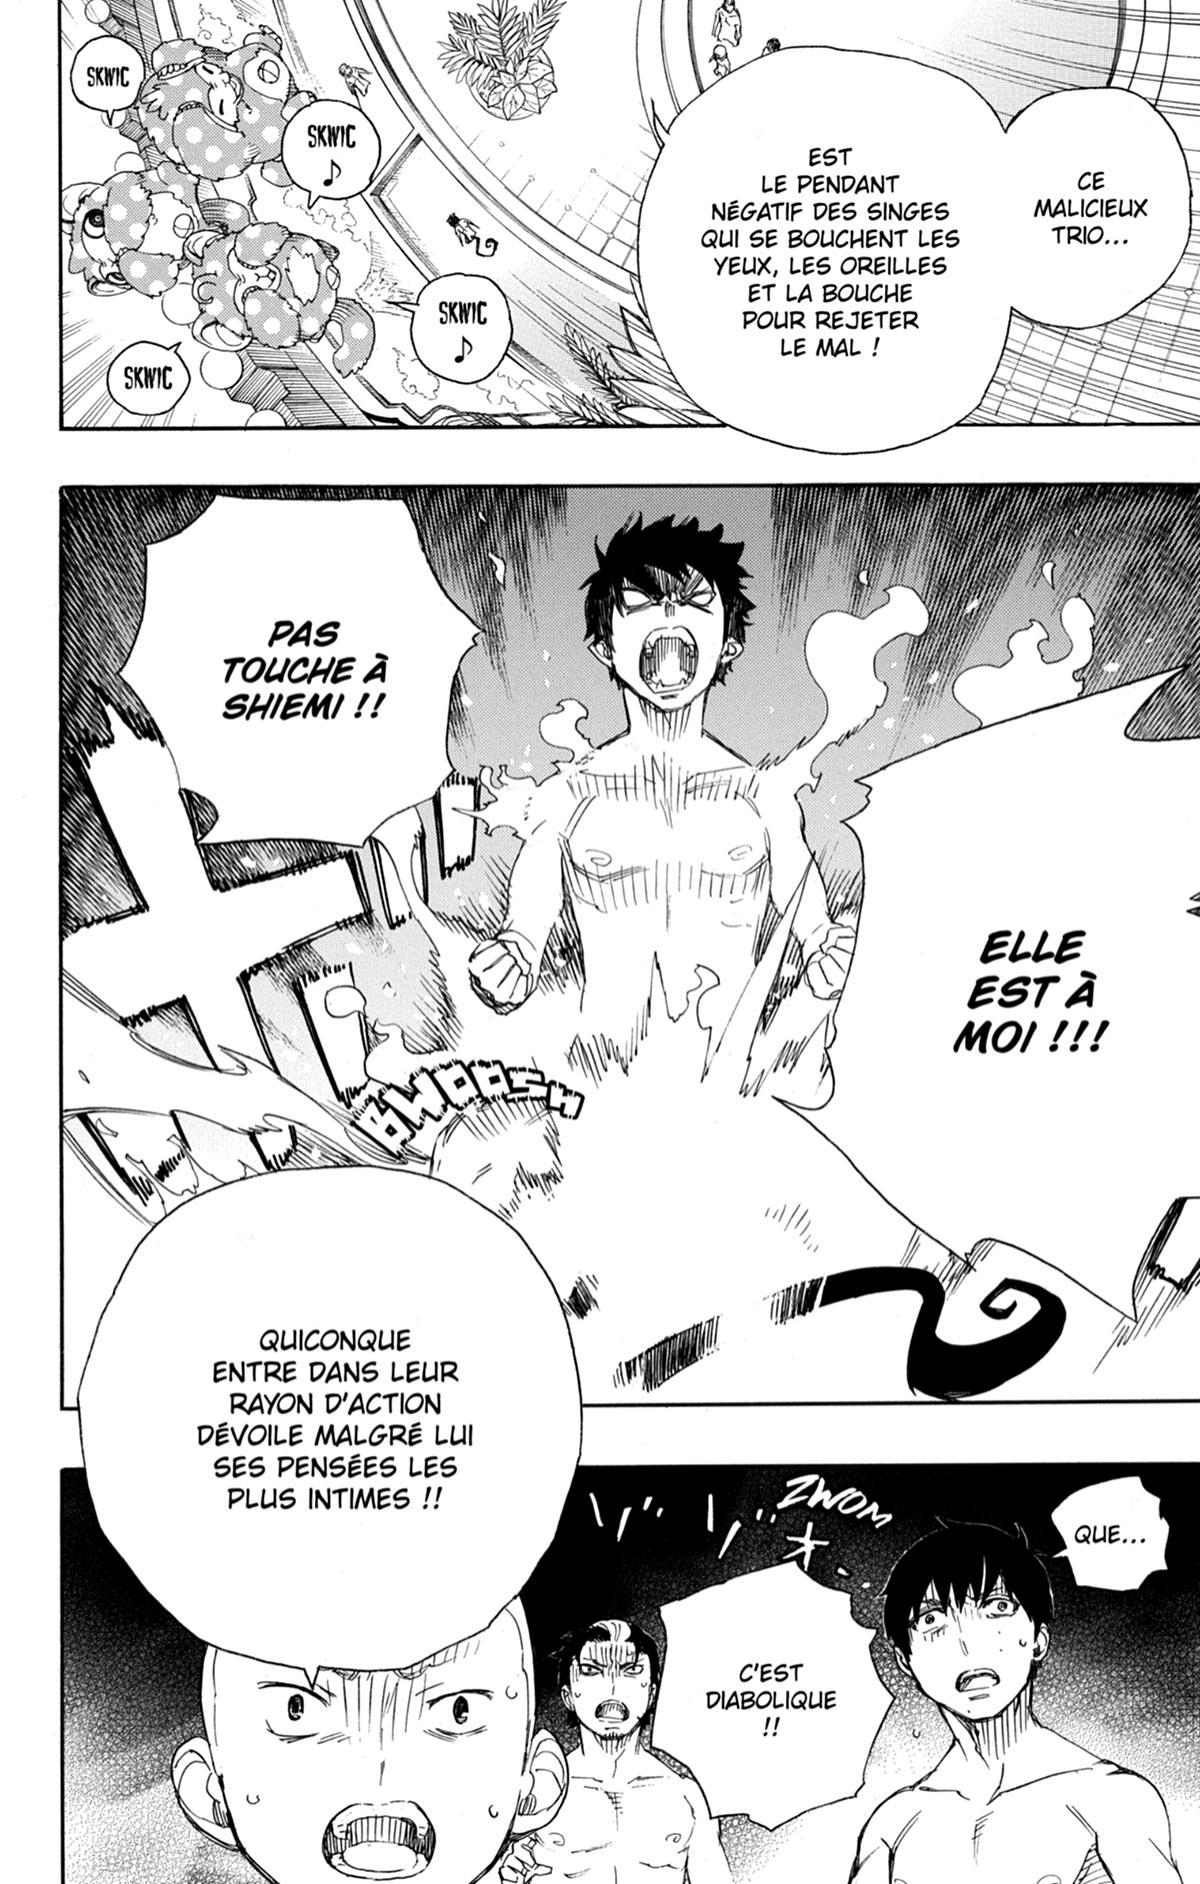 CE
MALICIEUX
TRIO...
EST
LE PENDANT
NÉGATIF DES SINGES
QUI SE BOUCHENT LES
YEUX, LES OREILLES
ET LA BOUCHE
POUR REJETER
LE MAL !
SKWIC
SKWIC
♪
SKWIC
♪
SKWIC
ELLE
EST À
MOI !!!
PAS
TOUCHE À
SHIEMI !!
BWOOSH
QUE...
ZWOM
C'EST
DIABOLIQUE
!!
QUICONQUE
ENTRE DANS LEUR
RAYON D'ACTION
DÉVOILE MALGRÉ LUI
SES PENSÉES LES
PLUS INTIMES !!